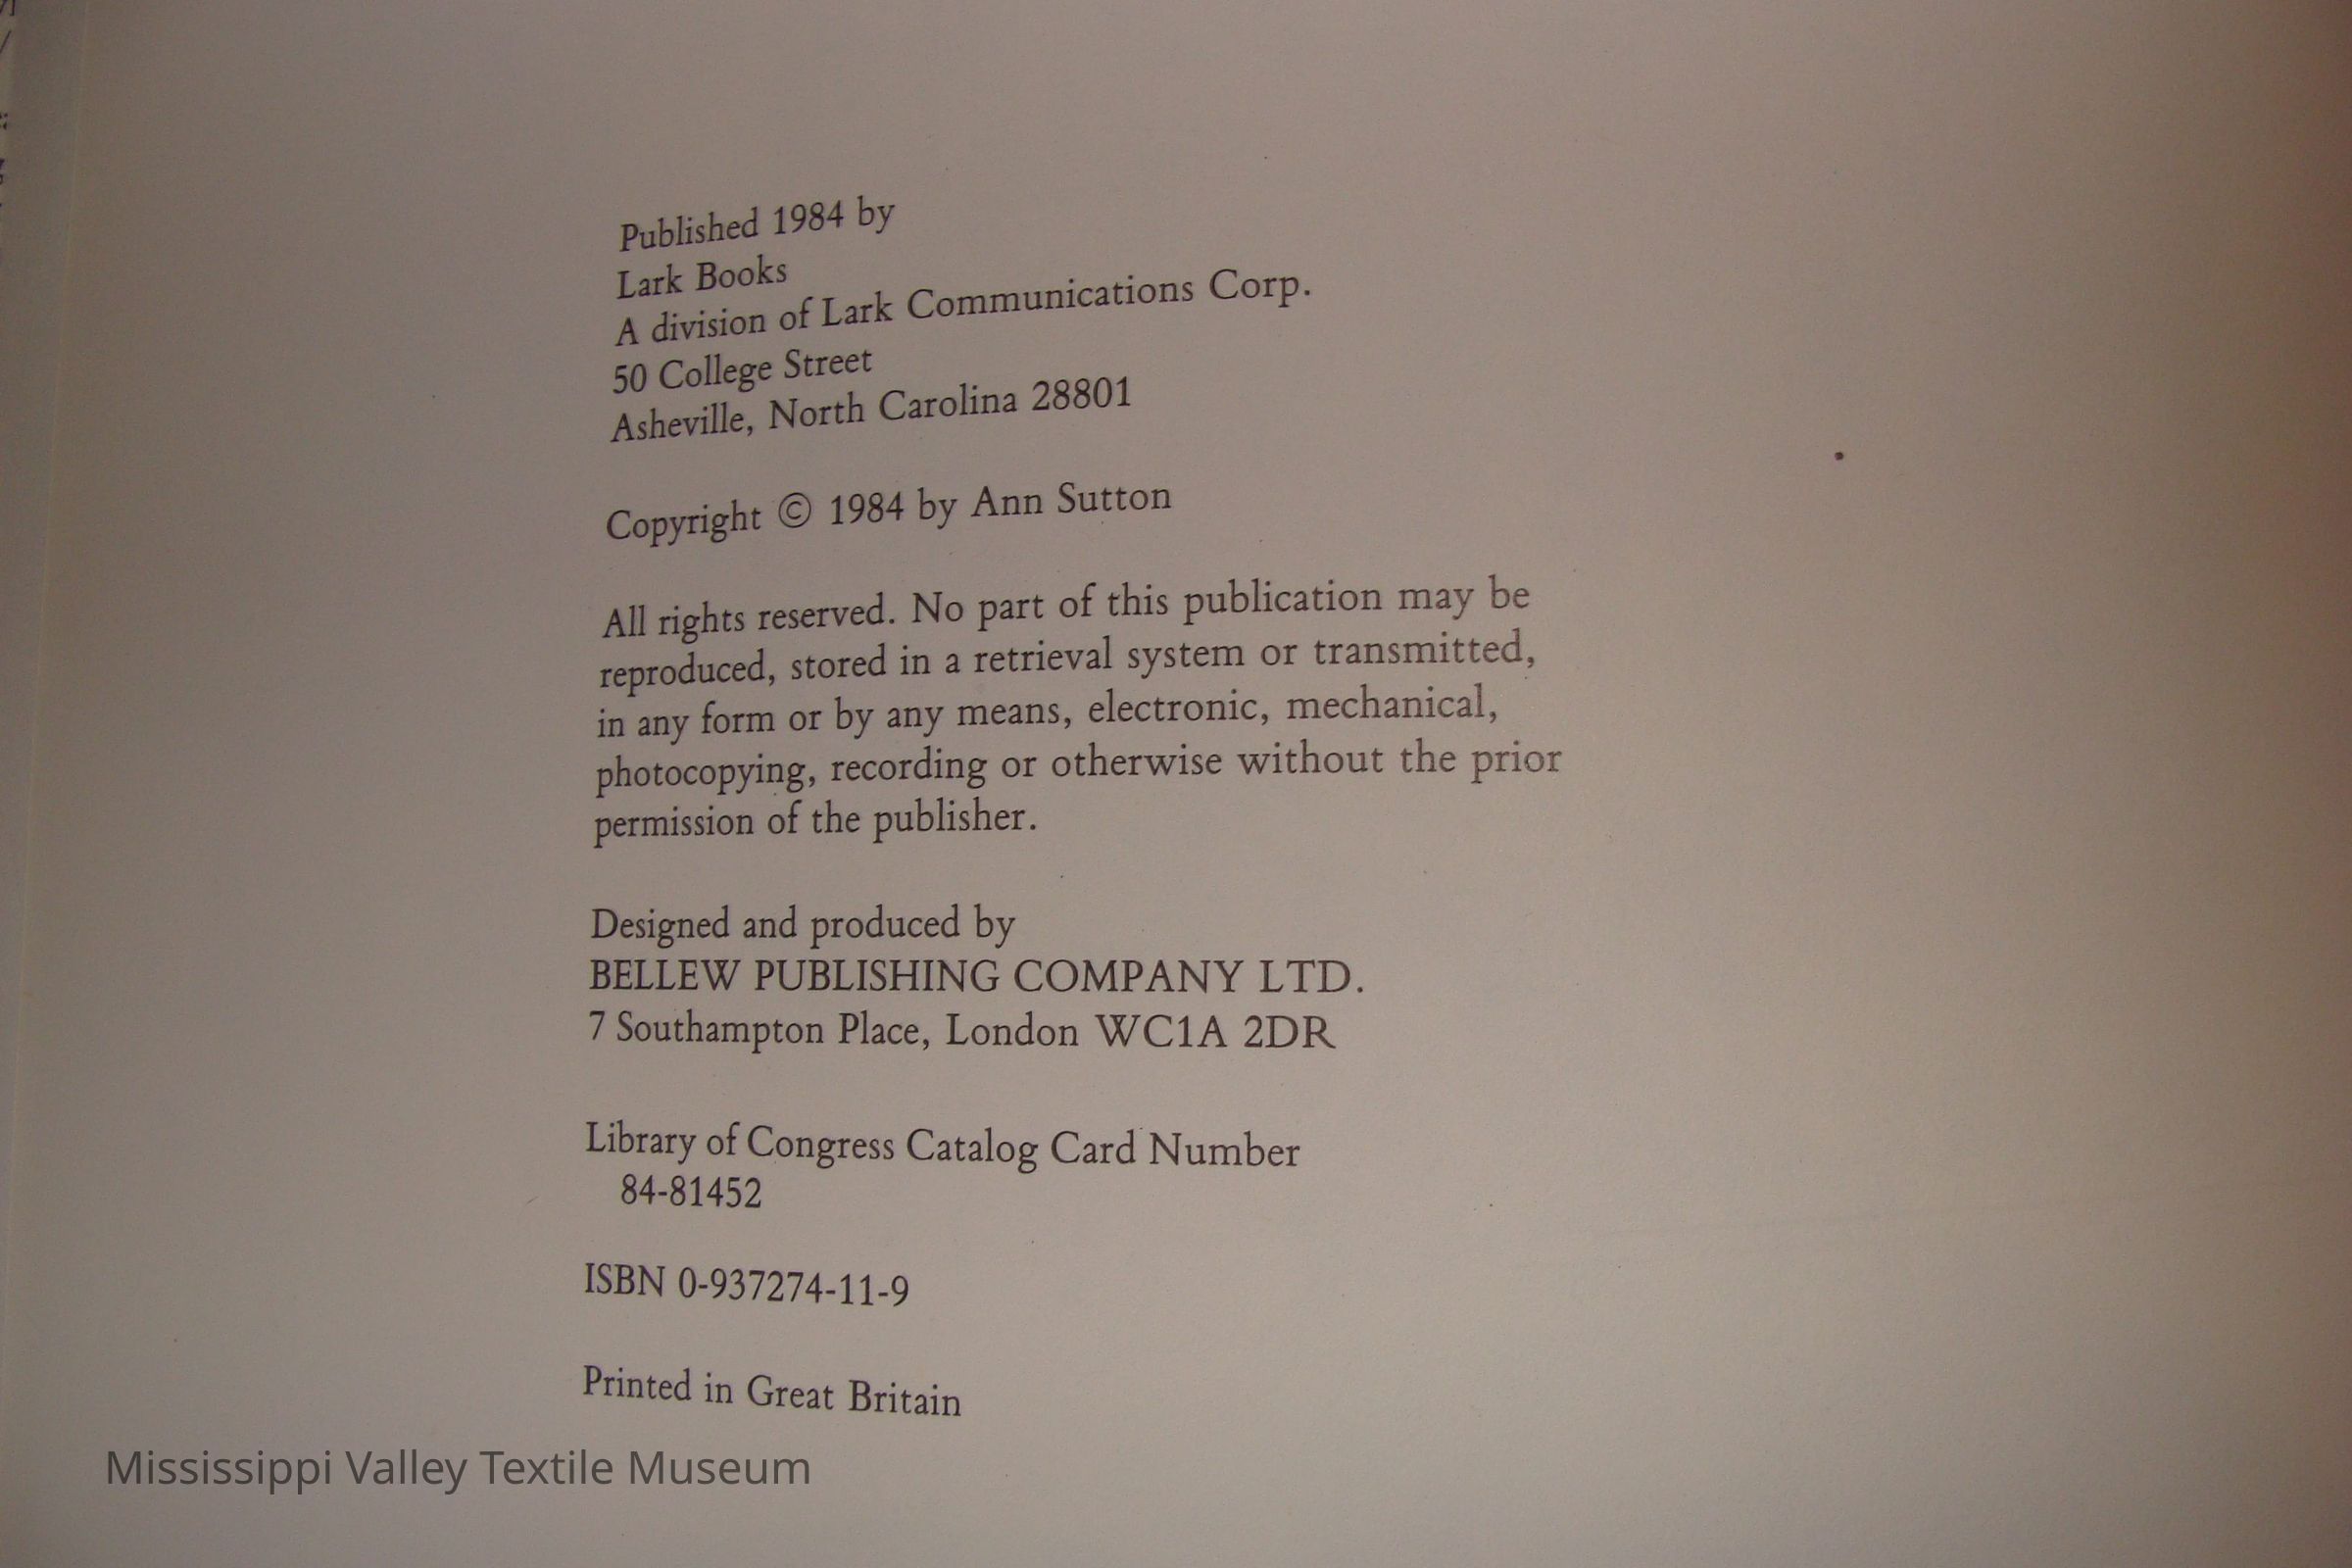 Published 1984 by
Lark Books
A division of Lark Communications Corp.
50 College Street
Asheville, North Carolina 28801
Copyright © 1984 by Ann Sutton
All rights reserved. No part of this publication may be
reproduced, stored in a retrieval system or transmitted,
in any form or by any means, electronic, mechanical,
photocopying, recording or otherwise without the prior
permission of the publisher.
Designed and produced by
BELLEW PUBLISHING COMPANY LTD.
7 Southampton Place, London WC1A 2DR
Library of Congress Catalog Card Number
84-81452
ISBN 0-937274-11-9
Printed in Great Britain
Mississippi Valley Textile Museum